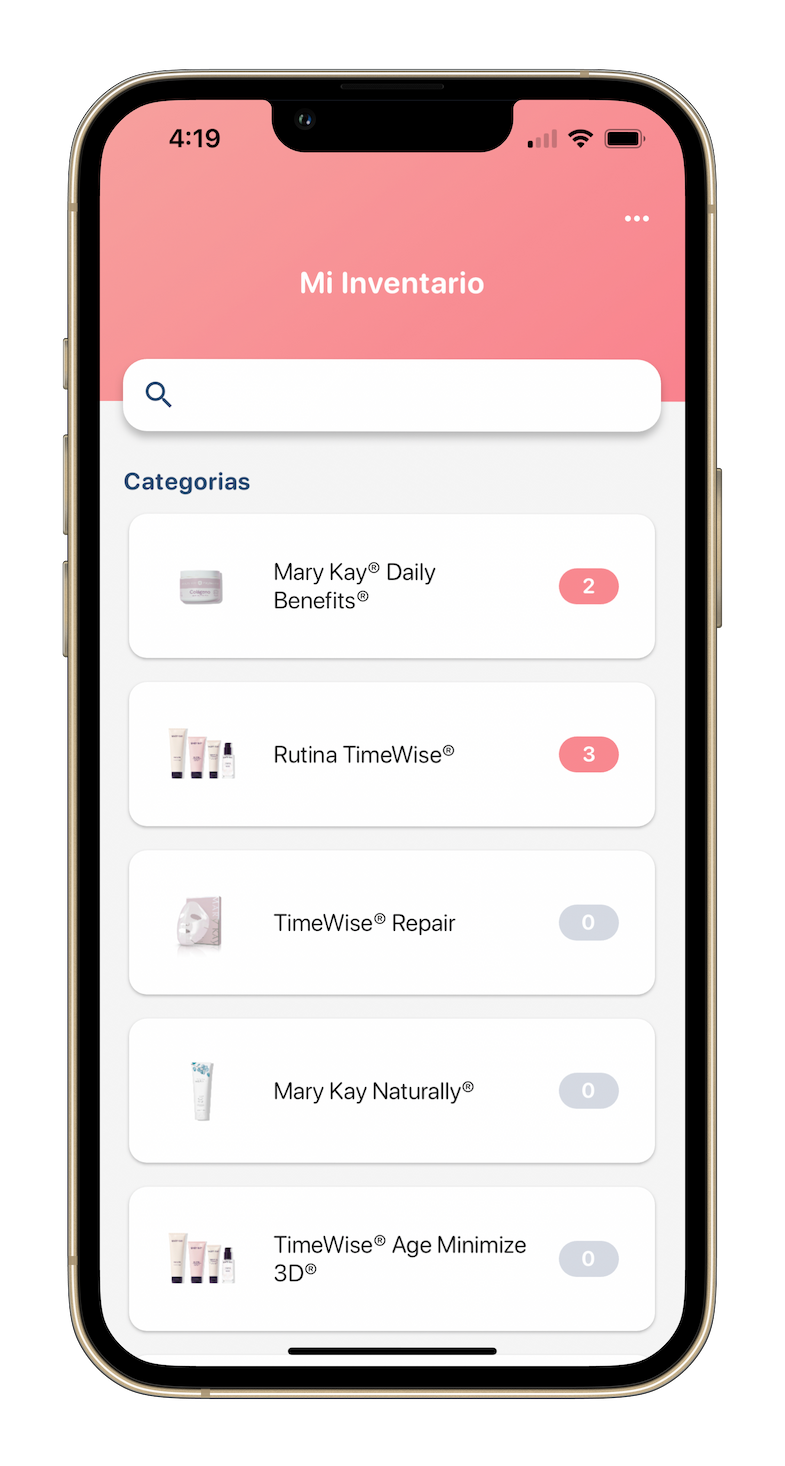 4:19
Mi Inventario
Categorias
Mary Kay® Daily
Benefits®
2
Rutina TimeWise®
3
TimeWise® Repair
0
Mary Kay Naturally®
0
TimeWise® Age Minimize
3D®
0